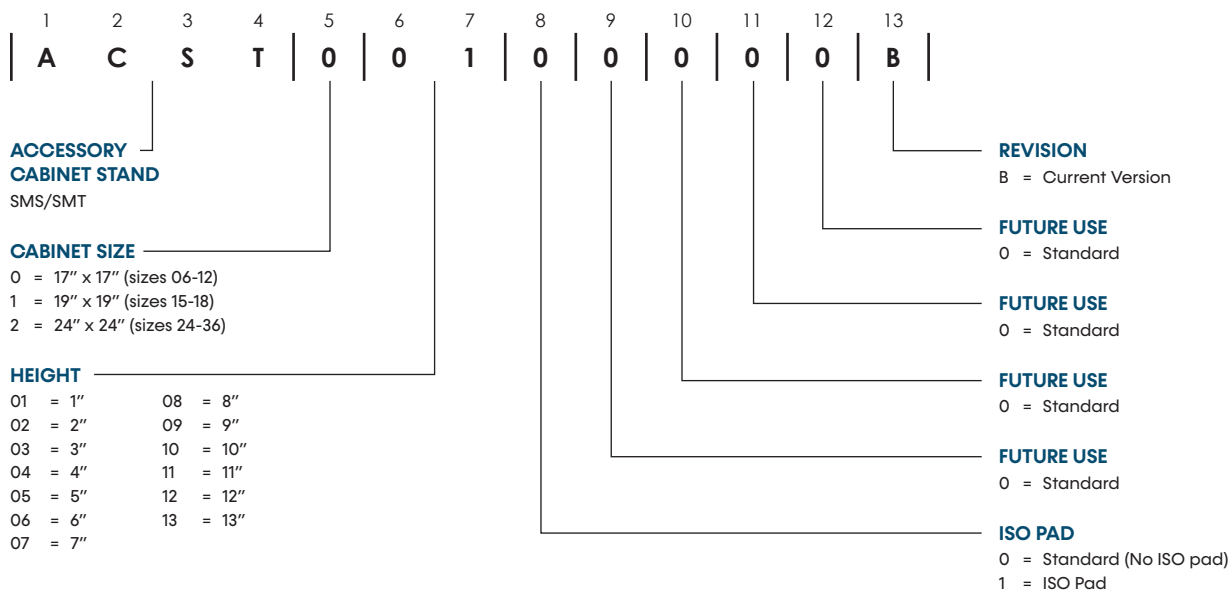 1 2 3 4 5 6 7 8 9 10 11 12 13
A C S T 0 0 1 0 0 0 0 0 B
ACCESSORY
CABINET STAND
SMS/SMT
CABINET SIZE
0 = 17” x 17” (sizes 06-12)
1 = 19” x 19” (sizes 15-18)
2 = 24” x 24” (sizes 24-36)
HEIGHT
01 = 1” 08 = 8”
02 = 2” 09 = 9”
03 = 3” 10 = 10”
04 = 4” 11 = 11”
05 = 5” 12 = 12”
06 = 6” 13 = 13”
07 = 7”
REVISION
B = Current Version
FUTURE USE
0 = Standard
FUTURE USE
0 = Standard
FUTURE USE
0 = Standard
FUTURE USE
0 = Standard
ISO PAD
0 = Standard (No ISO pad)
1 = ISO Pad